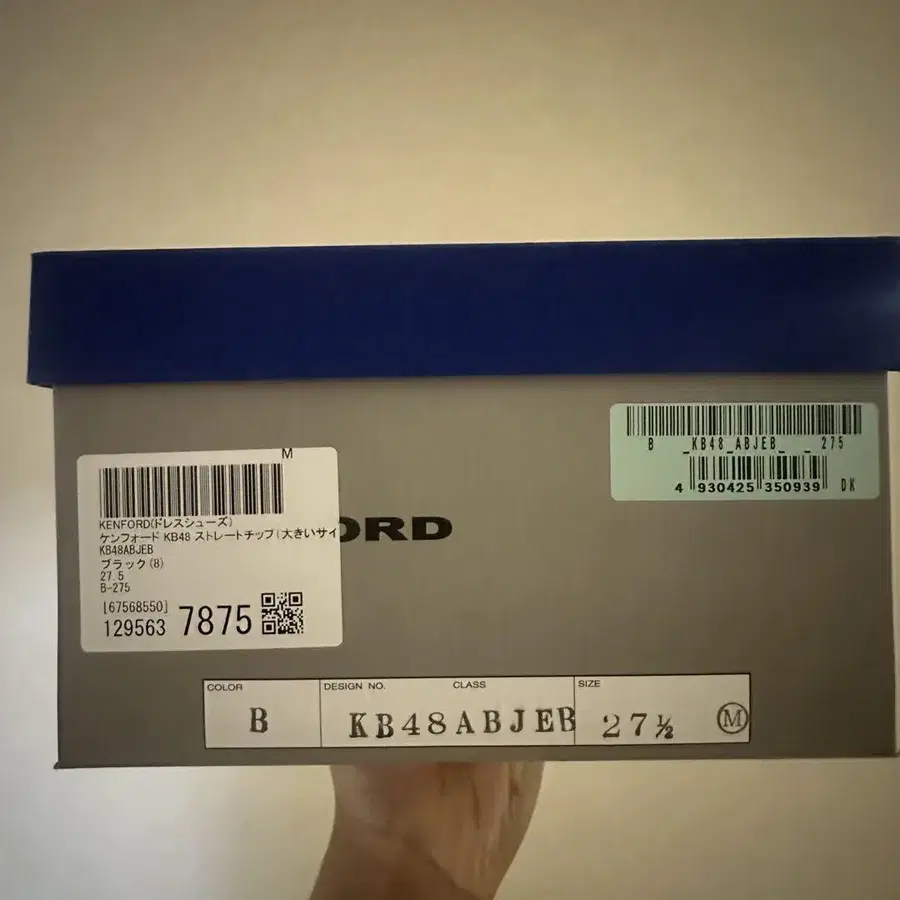 M
KENFORD(ドレスシューズ)
ケンフォード KB48 ストレートチップ(大きいサイ
KB48ABJEB
ブラック(8)
27.5
B-275
[67568550]
129563 7875
ORD
B _KB48_ABJEB_ _275
4 930425 350939 DK
COLOR DESIGN NO. CLASS SIZE
B KB48ABJEB 27½ M